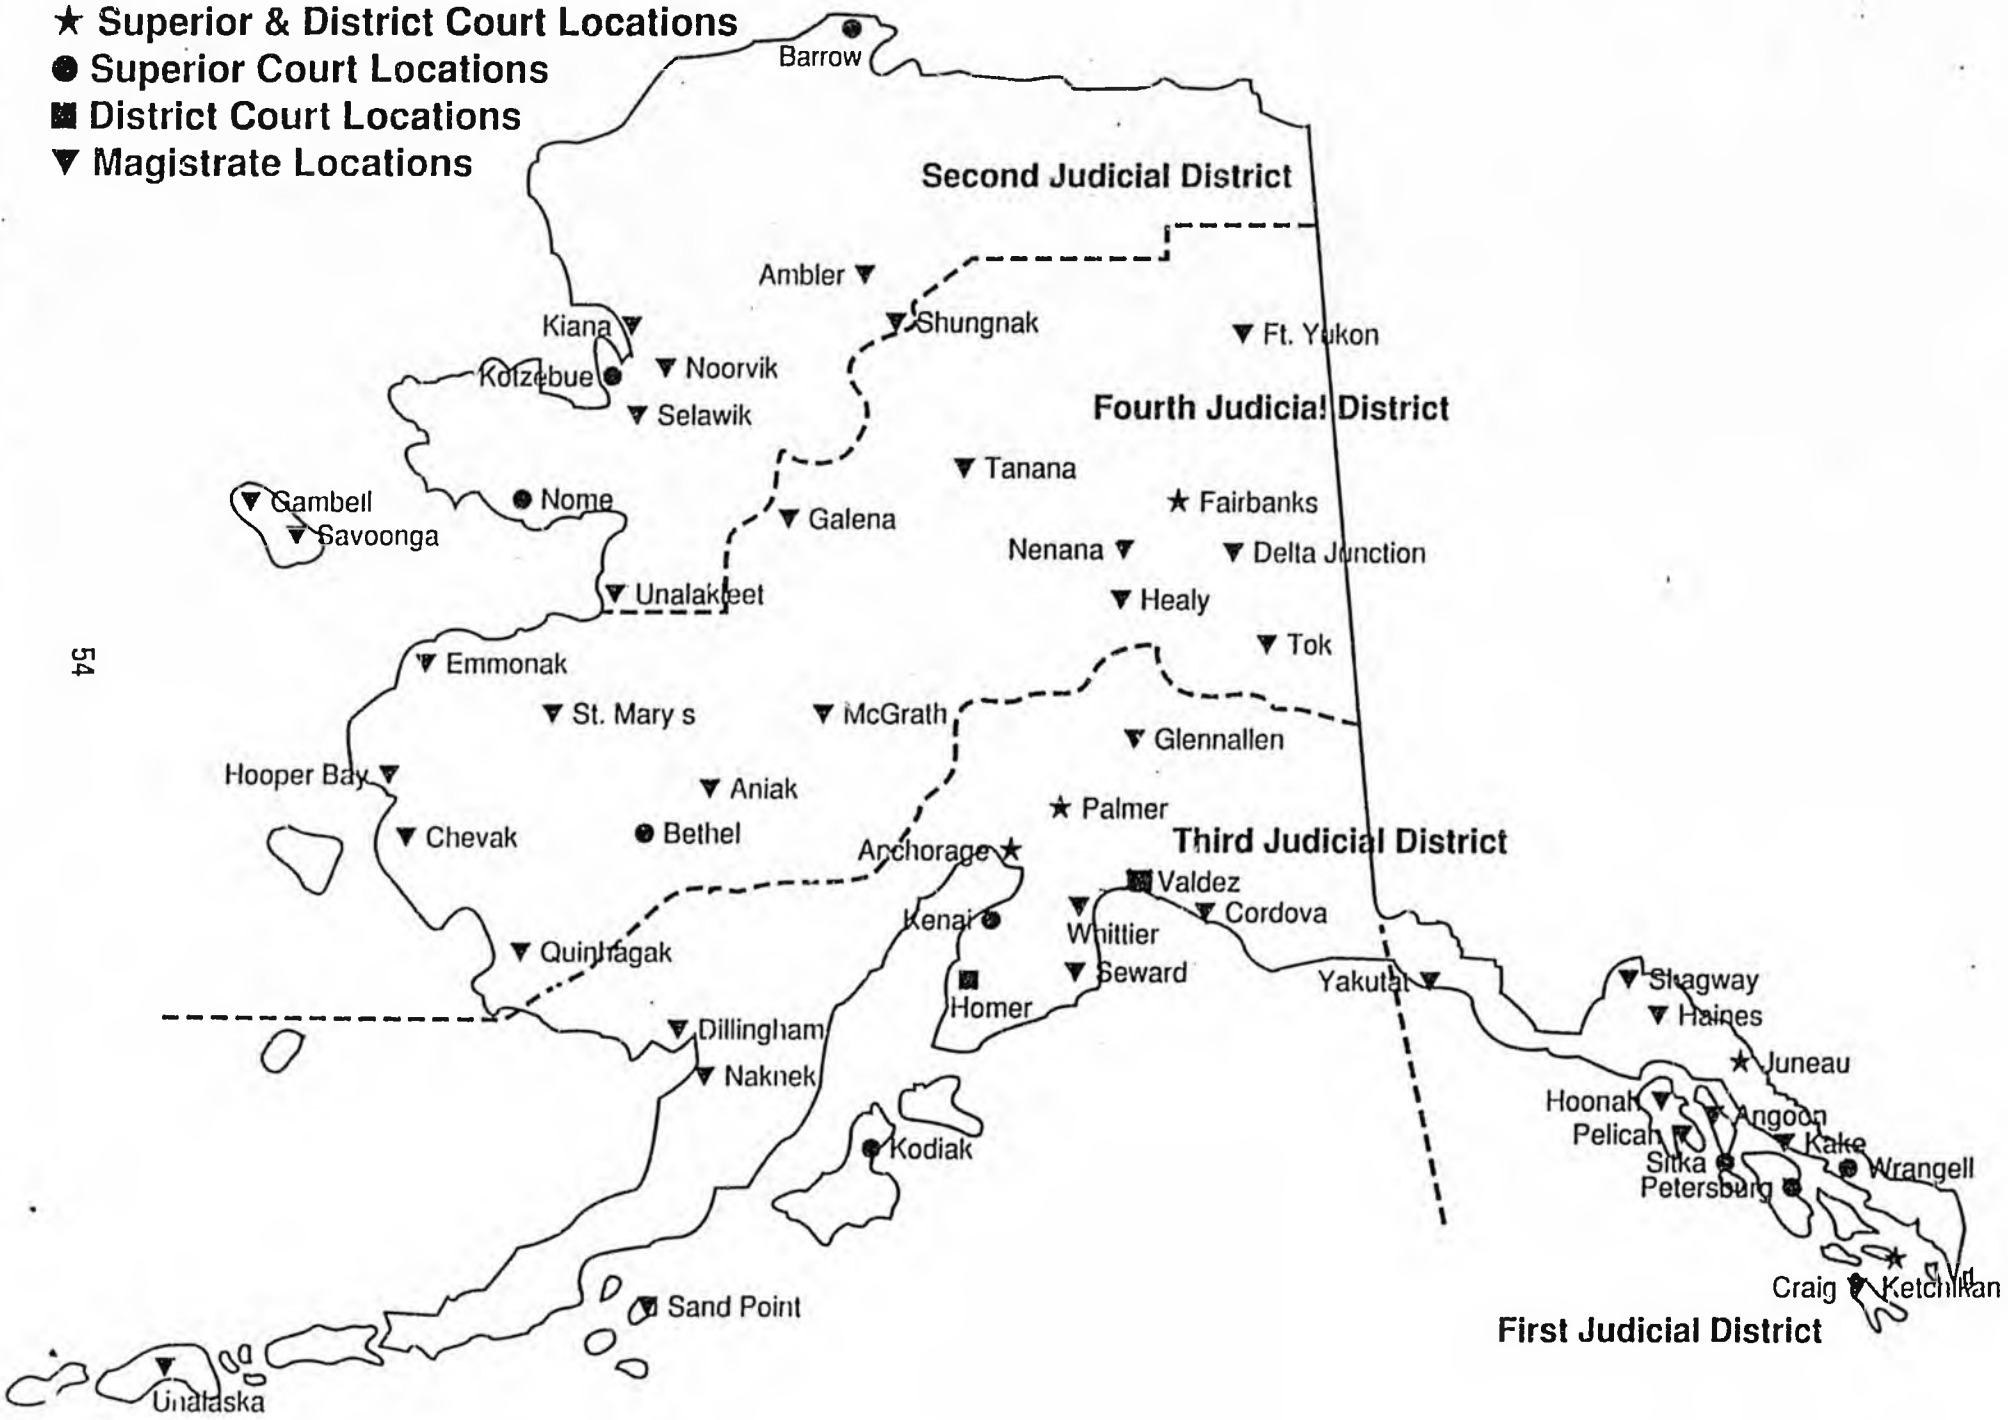 ★ Superior & District Court Locations
● Superior Court Locations
■ District Court Locations
▼ Magistrate Locations
Barrow
Second Judicial District
Ambler
Kiana
Shungnak
Ft. Yukon
Kotzebue
Noorvik
Selawik
Fourth Judicial District
Tanana
Gambell
Nome
Fairbanks
Savoonga
Galena
Nenana
Delta Junction
Unalakleet
Healy
54
Tok
Emmonak
St. Mary s
McGrath
Glennallen
Hooper Bay
Aniak
Palmer
Chevak
Bethel
Anchorage
Third Judicial District
Valdez
Kenai
Cordova
Whittier
Quinhagak
Seward
Yakutat
Skagway
Homer
Haines
Dillingham
Juneau
Naknek
Hoonah
Angoon
Pelican
Kake
Kodiak
Sitka
Wrangell
Petersburg
Craig
Ketchikan
Sand Point
First Judicial District
Unalaska